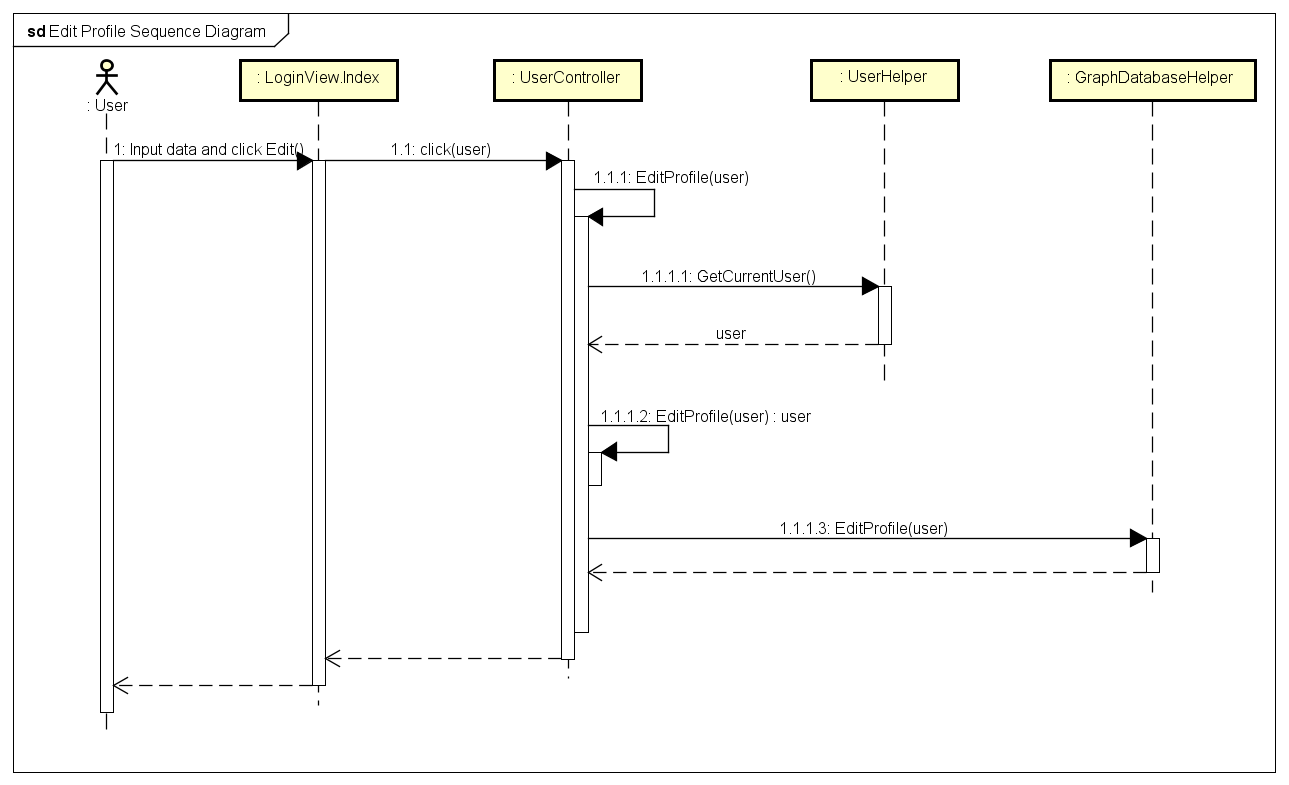 sd Edit Profile Sequence Diagram
: User
: LoginView.Index
: UserController
: UserHelper
: GraphDatabaseHelper
1: Input data and click Edit()
1.1: click(user)
1.1.1: EditProfile(user)
1.1.1.1: GetCurrentUser()
user
1.1.1.2: EditProfile(user) : user
1.1.1.3: EditProfile(user)